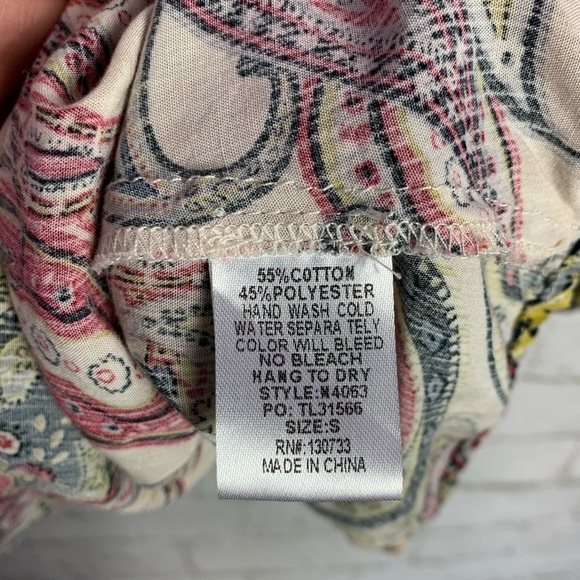 55%COTTON
45%POLYESTER
HAND WASH COLD
WATER SEPARA TELY
COLOR WILL BLEED
NO BLEACH
HANG TO DRY
STYLE:N4063
PO: TL31566
SIZE:S
RN#:130733
MADE IN CHINA